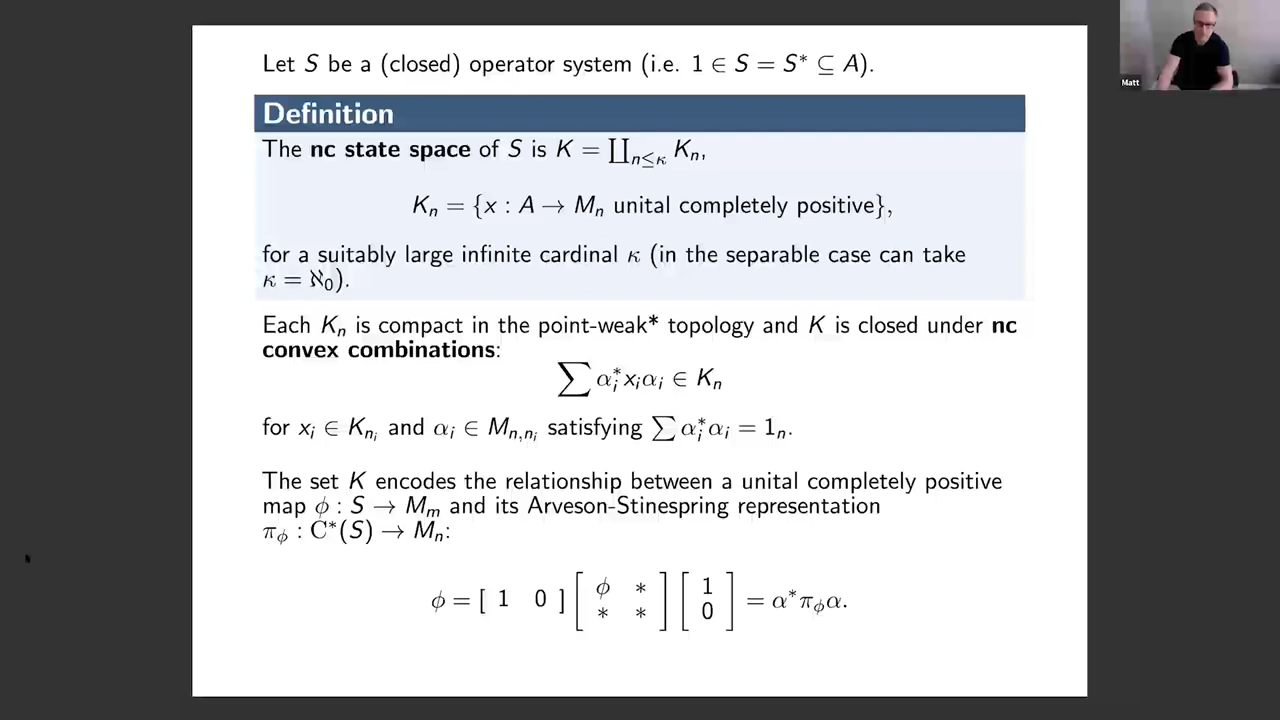 Let S be a (closed) operator system (i.e. 1 ∈ S = S* ⊆ A).
Definition
The nc state space of S is K = ∐_{n≤κ} K_n,
K_n = {x : A → M_n unital completely positive},
for a suitably large infinite cardinal κ (in the separable case can take
κ = ℵ_0).
Each K_n is compact in the point-weak* topology and K is closed under nc
convex combinations:
∑ α_i^* x_i α_i ∈ K_n
for x_i ∈ K_{n_i} and α_i ∈ M_{n,n_i} satisfying ∑ α_i^* α_i = 1_n.
The set K encodes the relationship between a unital completely positive
map ϕ : S → M_m and its Arveson-Stinespring representation
π_ϕ : C*(S) → M_n:
ϕ = [ 1 0 ] [ ϕ * ; * * ] [ 1 ; 0 ] = α* π_ϕ α.
Matt